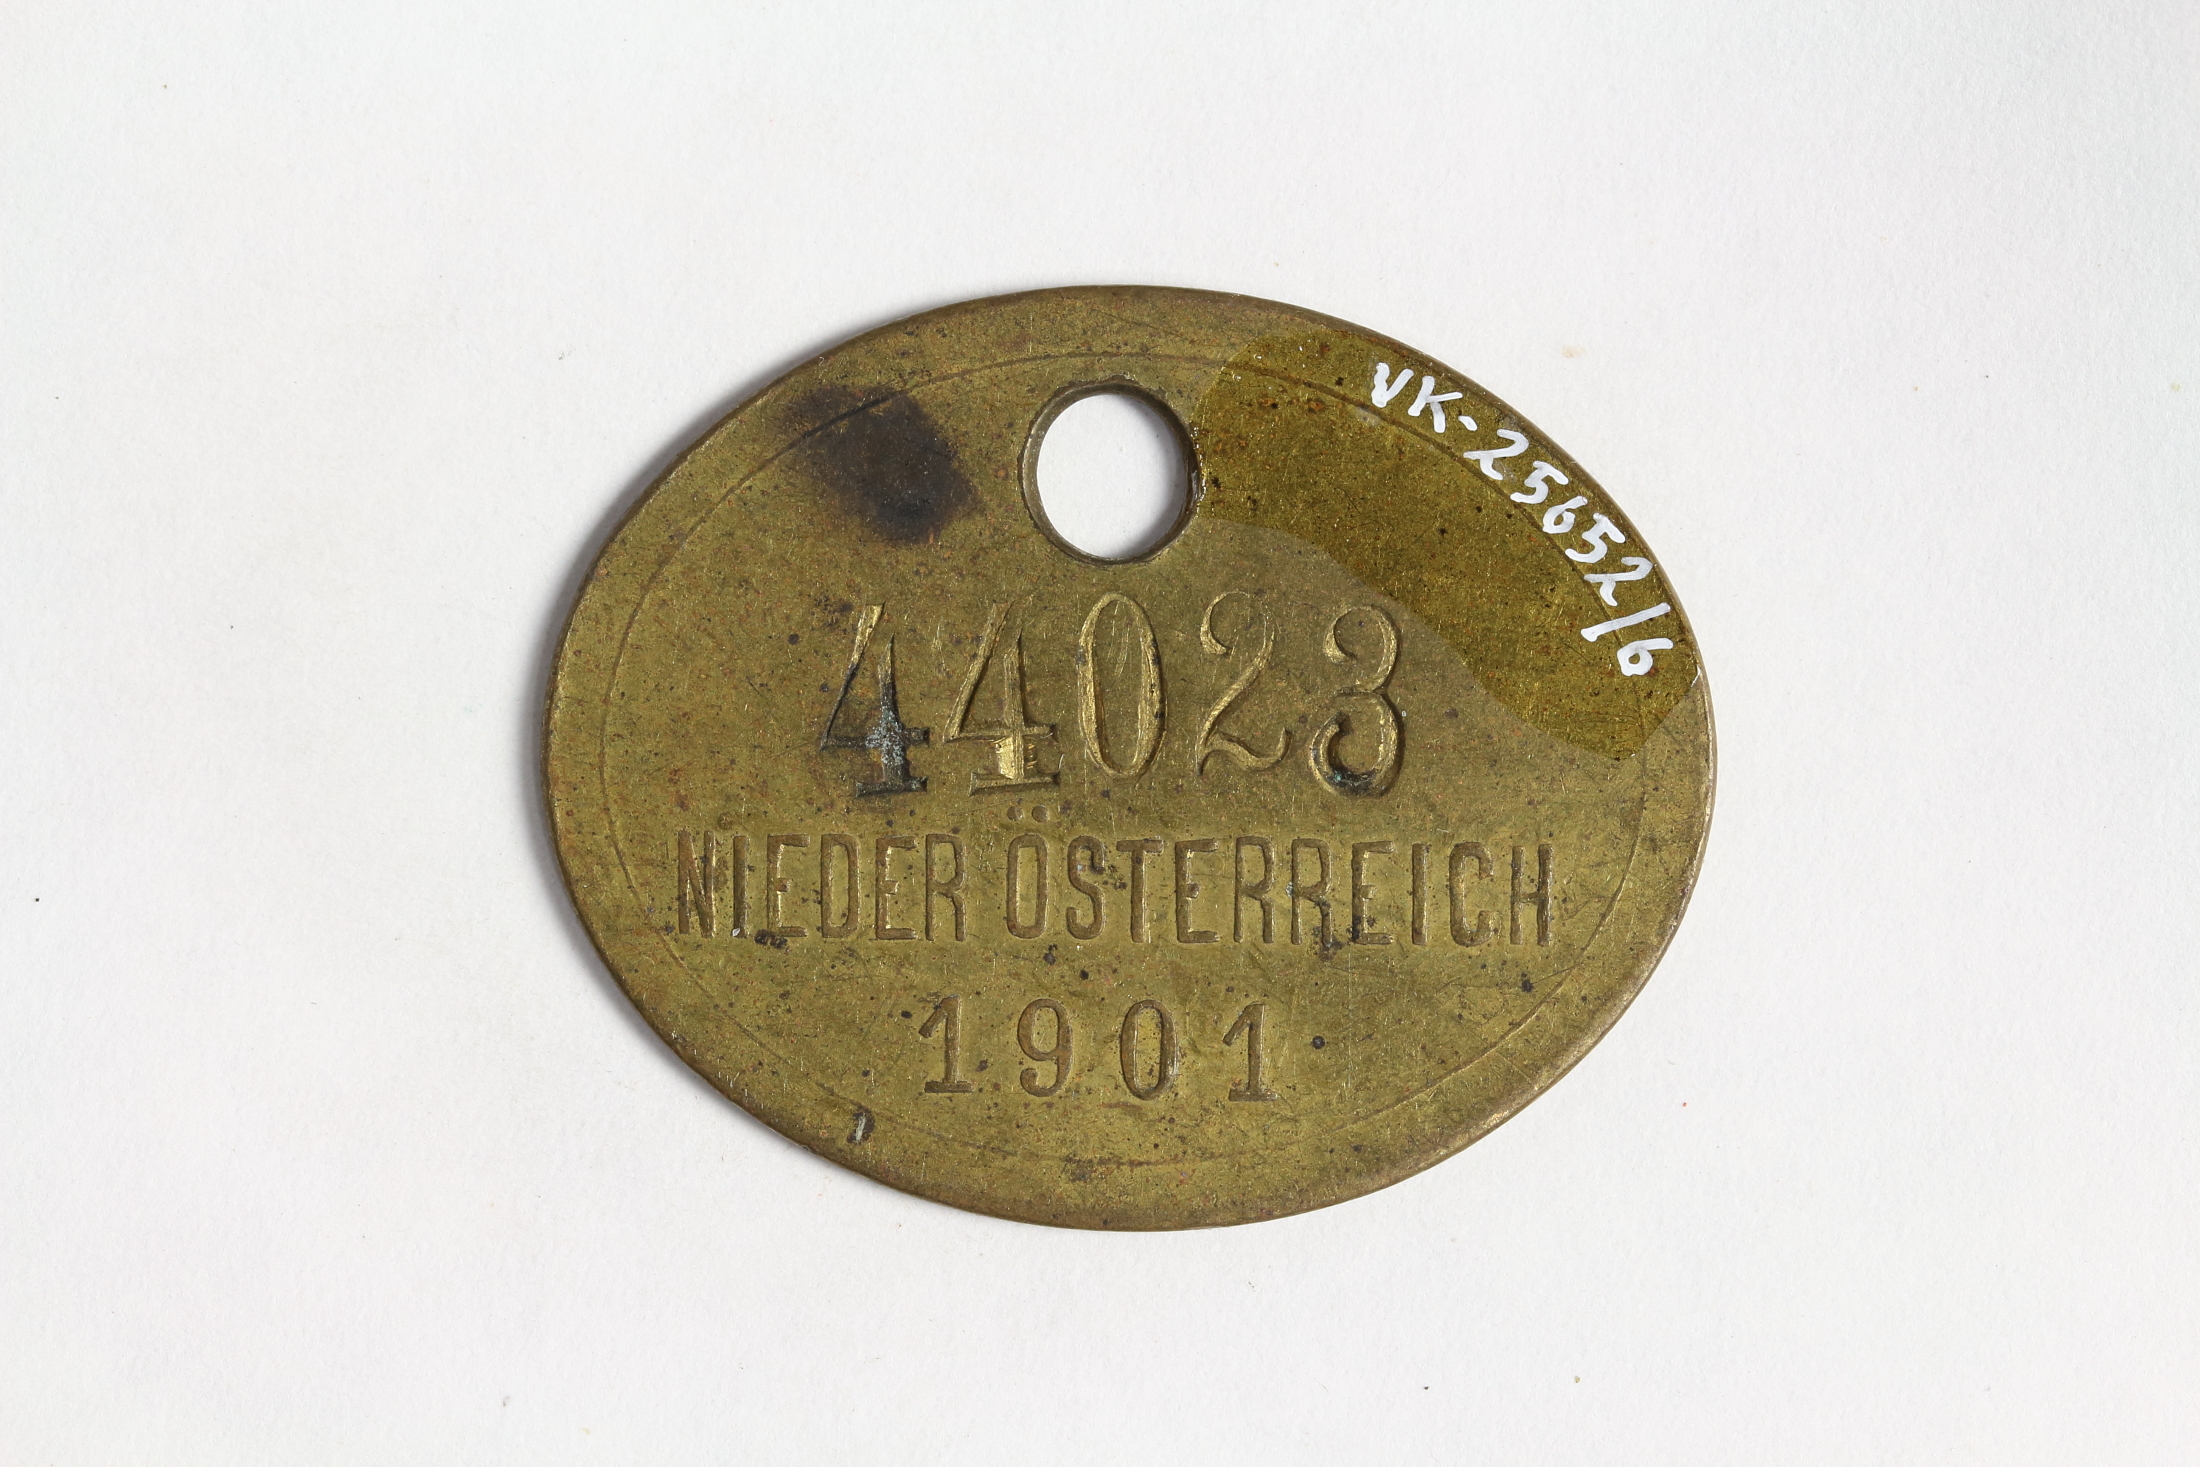 VK-25652/6
44023
NIEDER ÖSTERREICH
1901